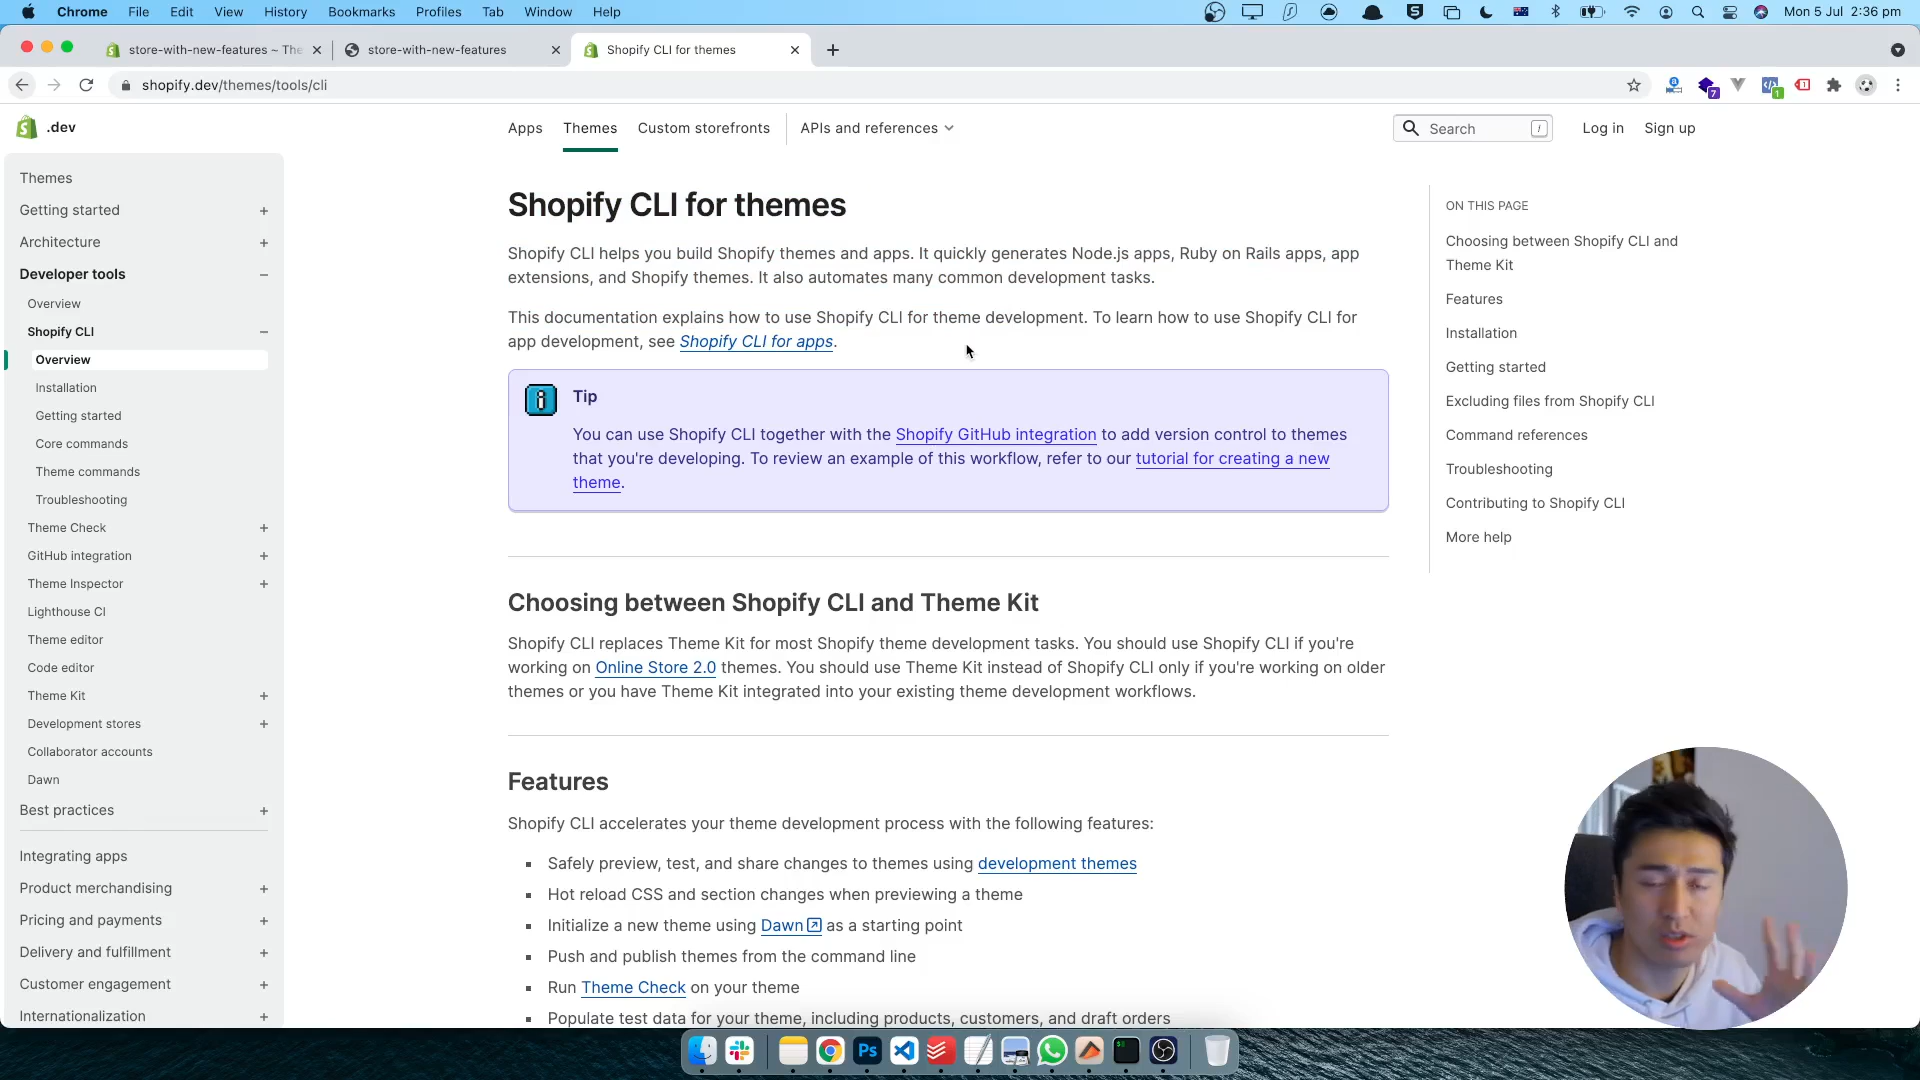 Chrome File Edit View History Bookmarks Profiles Tab Window Help Mon 5 Jul 2:36 pm
store-with-new-features ~ The
store-with-new-features
Shopify CLI for themes
shopify.dev/themes/tools/cli
7
1
.dev
Apps Themes Custom storefronts APIs and references
Search /
Log in Sign up
Themes
Getting started
Architecture
Developer tools
Overview
Shopify CLI
Overview
Installation
Getting started
Core commands
Theme commands
Troubleshooting
Theme Check
GitHub integration
Theme Inspector
Lighthouse CI
Theme editor
Code editor
Theme Kit
Development stores
Collaborator accounts
Dawn
Best practices
Integrating apps
Product merchandising
Pricing and payments
Delivery and fulfillment
Customer engagement
Internationalization
Shopify CLI for themes
Shopify CLI helps you build Shopify themes and apps. It quickly generates Node.js apps, Ruby on Rails apps, app
extensions, and Shopify themes. It also automates many common development tasks.
This documentation explains how to use Shopify CLI for theme development. To learn how to use Shopify CLI for
app development, see Shopify CLI for apps.
Tip
You can use Shopify CLI together with the Shopify GitHub integration to add version control to themes
that you're developing. To review an example of this workflow, refer to our tutorial for creating a new
theme.
Choosing between Shopify CLI and Theme Kit
Shopify CLI replaces Theme Kit for most Shopify theme development tasks. You should use Shopify CLI if you're
working on Online Store 2.0 themes. You should use Theme Kit instead of Shopify CLI only if you're working on older
themes or you have Theme Kit integrated into your existing theme development workflows.
Features
Shopify CLI accelerates your theme development process with the following features:
Safely preview, test, and share changes to themes using development themes
Hot reload CSS and section changes when previewing a theme
Initialize a new theme using Dawn as a starting point
Push and publish themes from the command line
Run Theme Check on your theme
Populate test data for your theme, including products, customers, and draft orders
ON THIS PAGE
Choosing between Shopify CLI and
Theme Kit
Features
Installation
Getting started
Excluding files from Shopify CLI
Command references
Troubleshooting
Contributing to Shopify CLI
More help
Ps